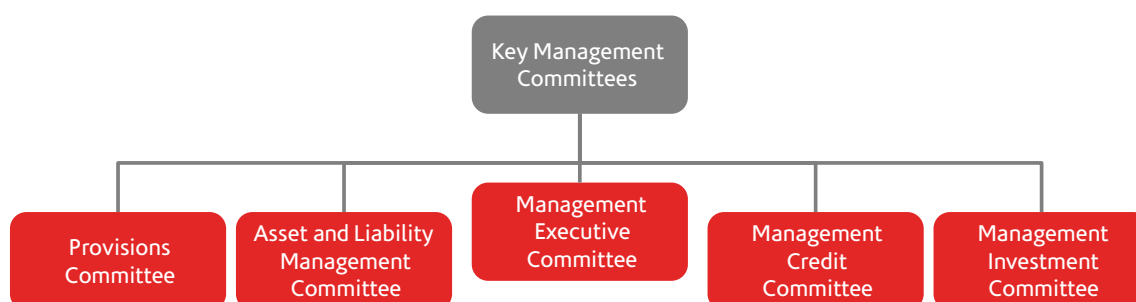 Key Management
Committees
Provisions
Committee
Asset and Liability
Management
Committee
Management
Executive
Committee
Management
Credit
Committee
Management
Investment
Committee